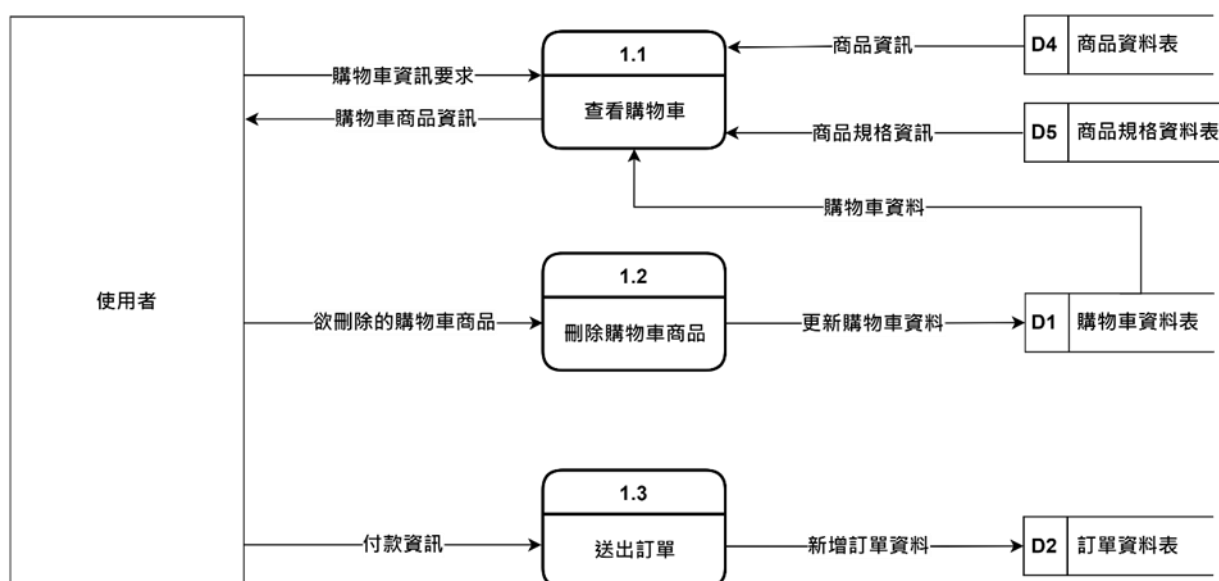 使用者
購物車資訊要求
購物車商品資訊
1.1
查看購物車
商品資訊
D4 商品資料表
商品規格資訊
D5 商品規格資料表
購物車資料
欲刪除的購物車商品
1.2
刪除購物車商品
更新購物車資料
D1 購物車資料表
付款資訊
1.3
送出訂單
新增訂單資料
D2 訂單資料表